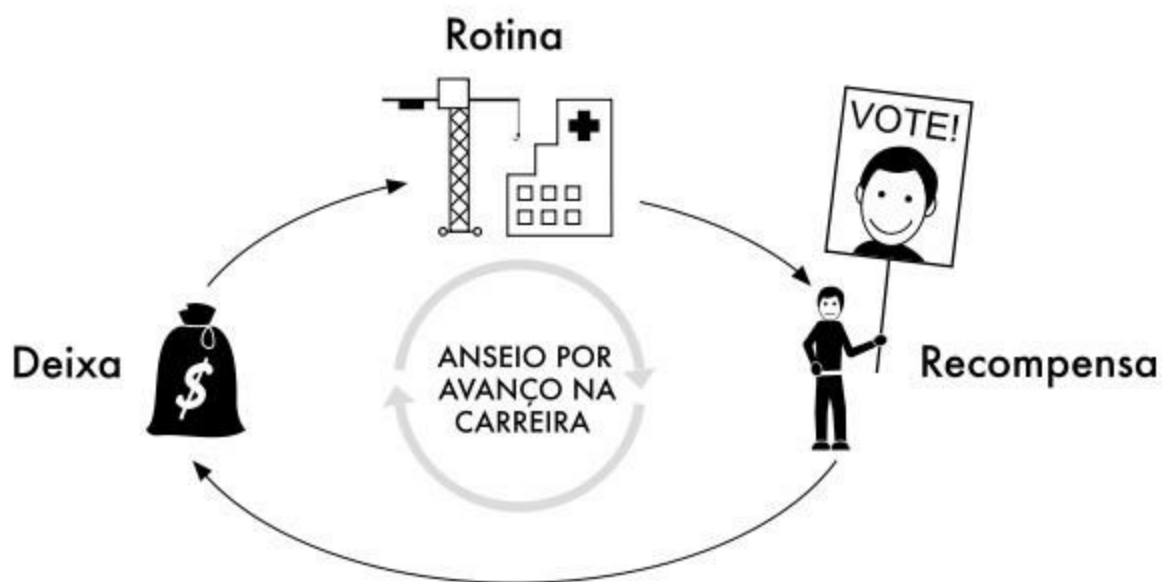 Rotina
VOTE!
Deixa
$
ANSEIO POR
AVANÇO NA
CARREIRA
Recompensa